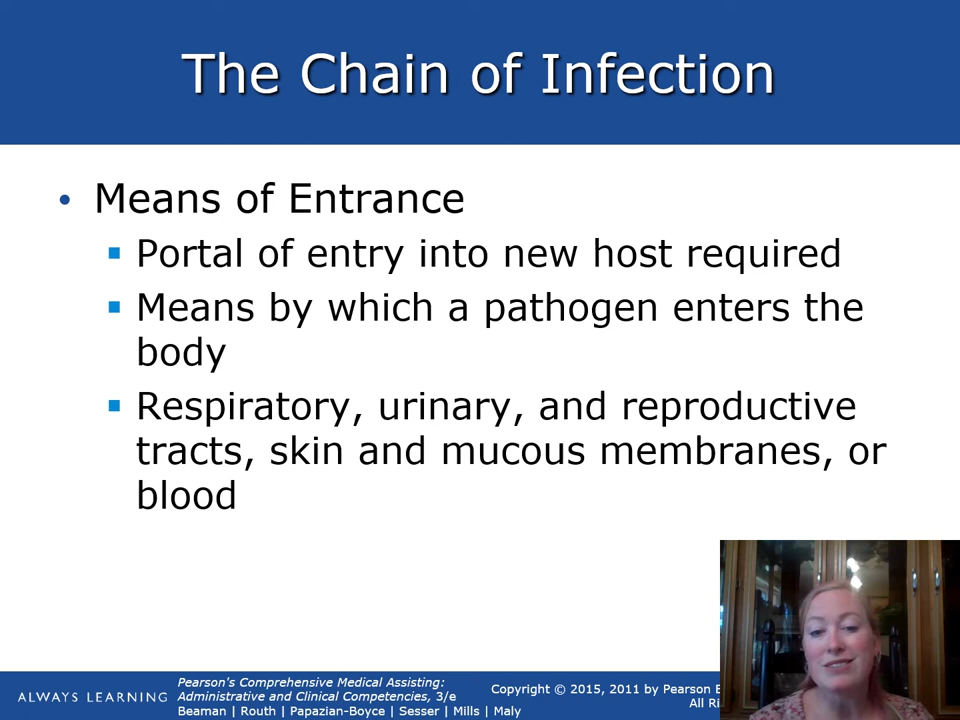 The Chain of Infection
• Means of Entrance
▪ Portal of entry into new host required
▪ Means by which a pathogen enters the
body
▪ Respiratory, urinary, and reproductive
tracts, skin and mucous membranes, or
blood
ALWAYS LEARNING
Pearson's Comprehensive Medical Assisting:
Administrative and Clinical Competencies, 3/e
Beaman | Routh | Papazian-Boyce | Sesser | Mills | Maly
Copyright © 2015, 2011 by Pearson
All